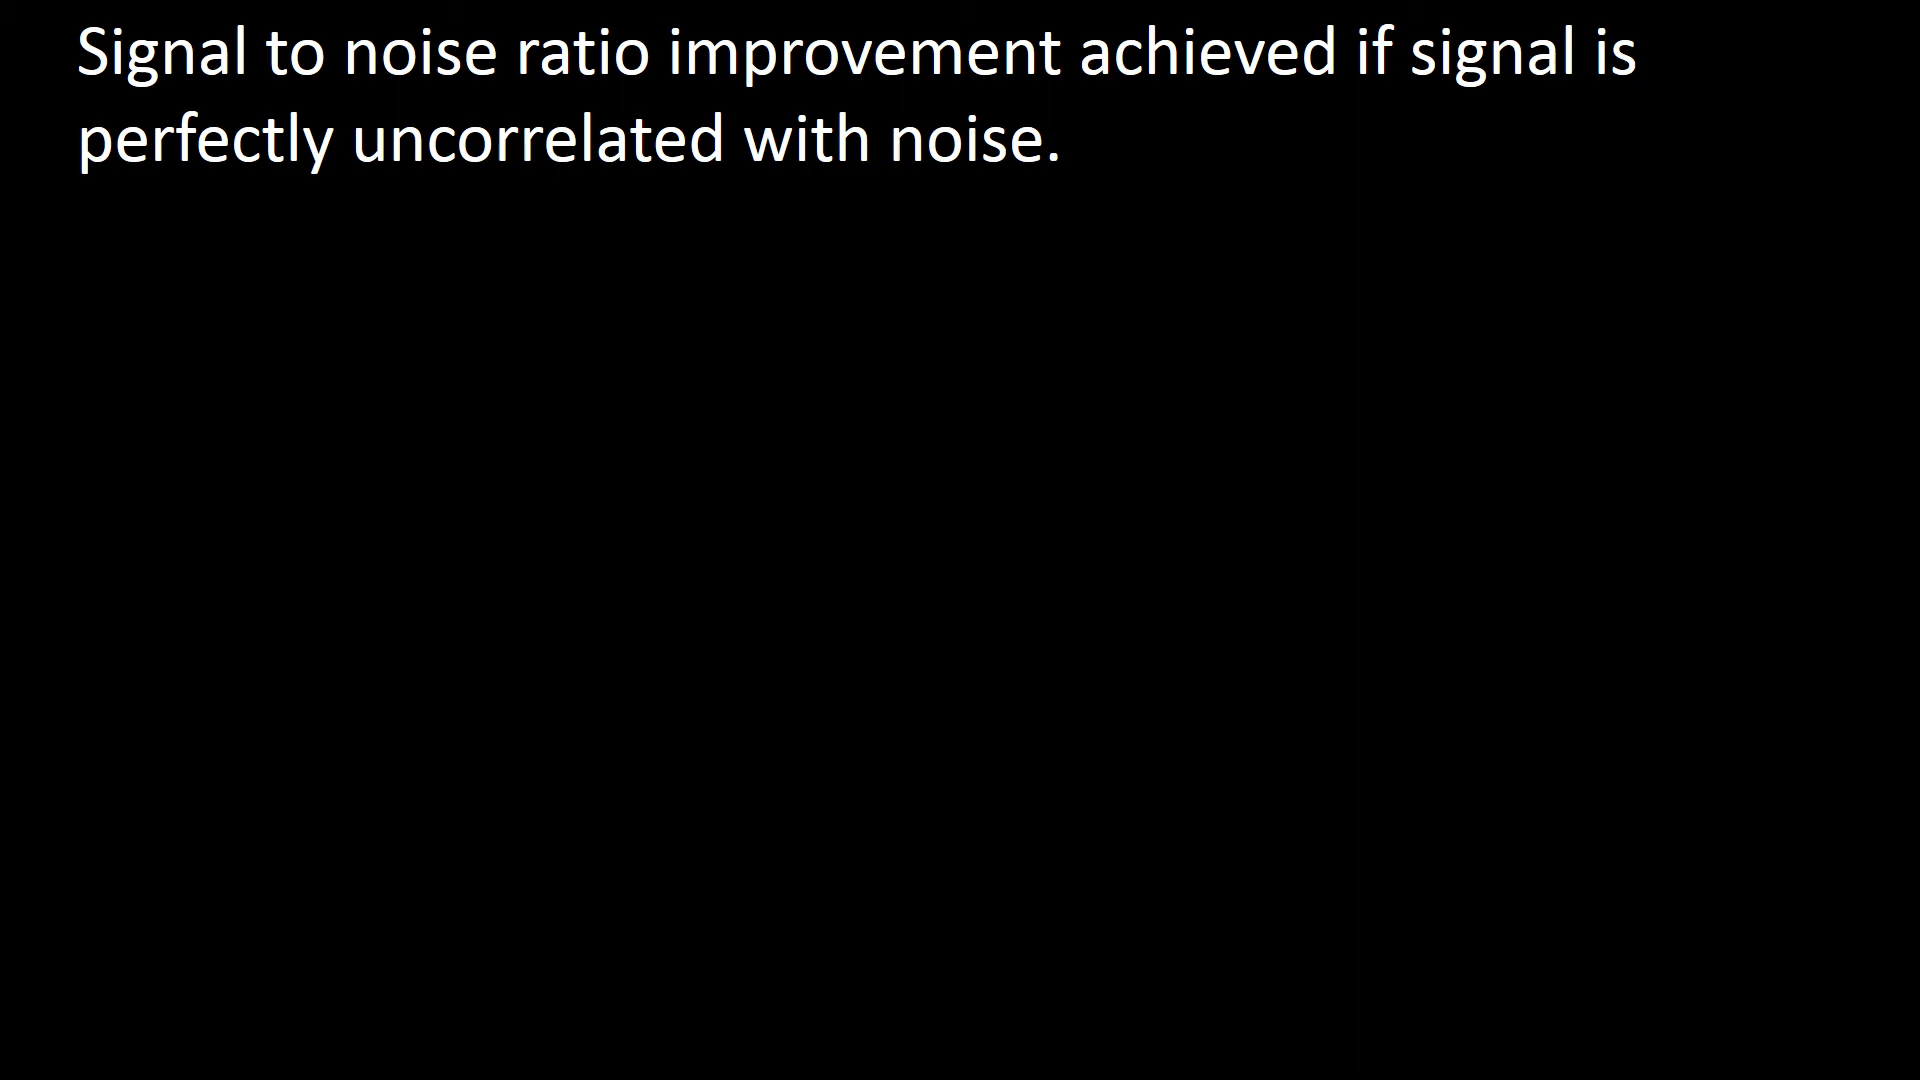 Signal to noise ratio improvement achieved if signal is
perfectly uncorrelated with noise.